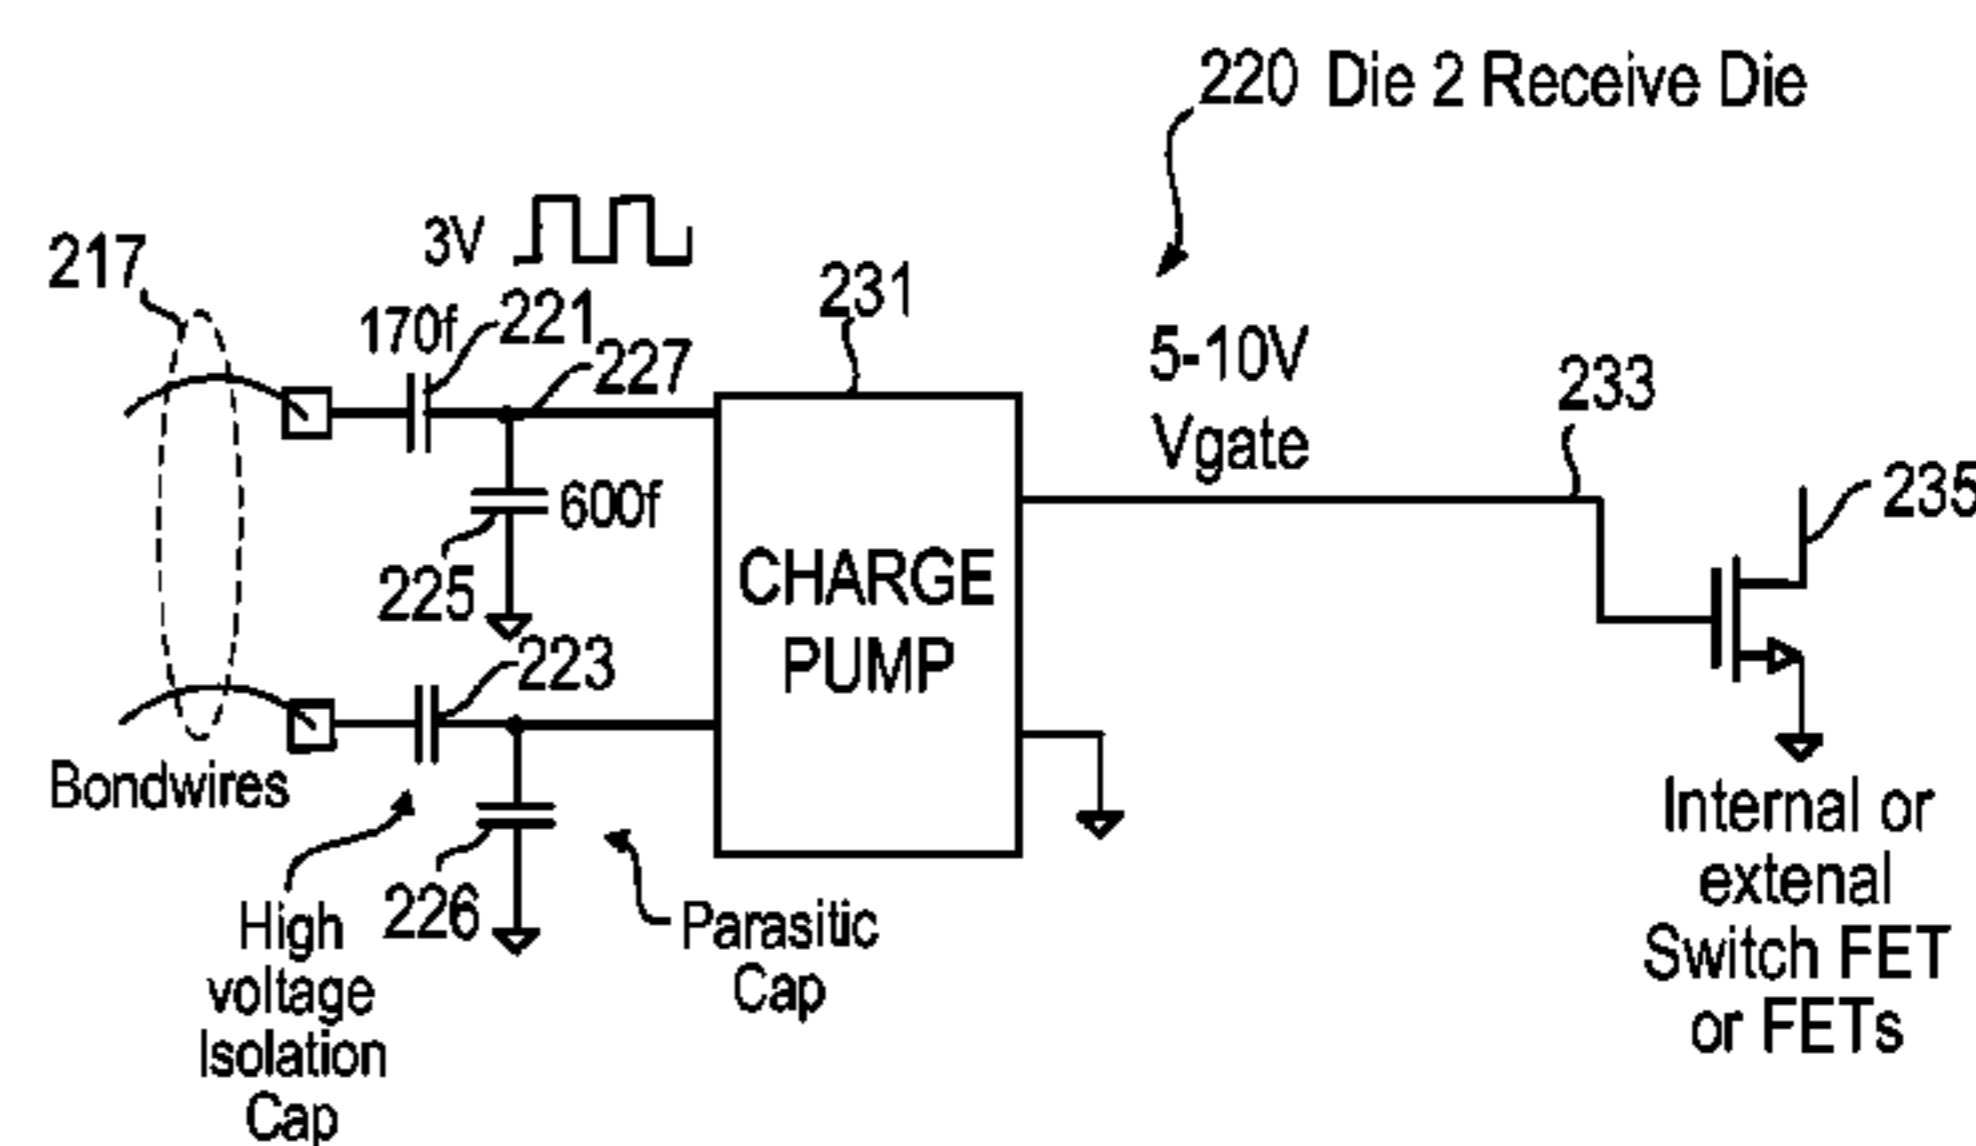 220 Die 2 Receive Die
217
3V
170f
221
227
231
5-10V
Vgate
233
235
600f
225
CHARGE
PUMP
223
Bondwires
226
High
voltage
Isolation
Cap
Parasitic
Cap
Internal or
extenal
Switch FET
or FETs